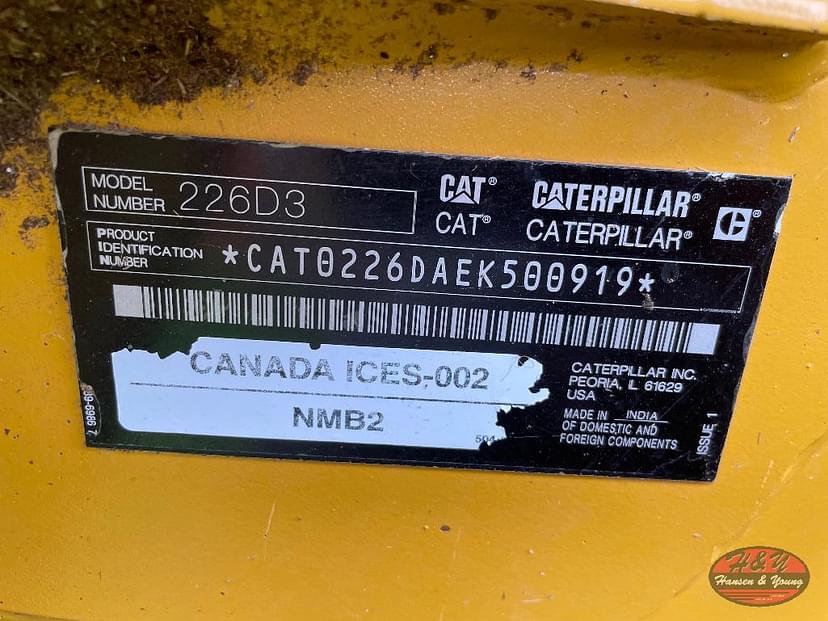 MODEL NUMBER 226D3
CAT® CATERPILLAR®
CAT® CATERPILLAR®
PRODUCT IDENTIFICATION NUMBER *CAT0226DAEK500919*
CANADA ICES-002
NMB2
CATERPILLAR INC.
PEORIA, IL 61629
USA
MADE IN INDIA
OF DOMESTIC AND
FOREIGN COMPONENTS
ISSUE 1
H&Y
Hansen & Young